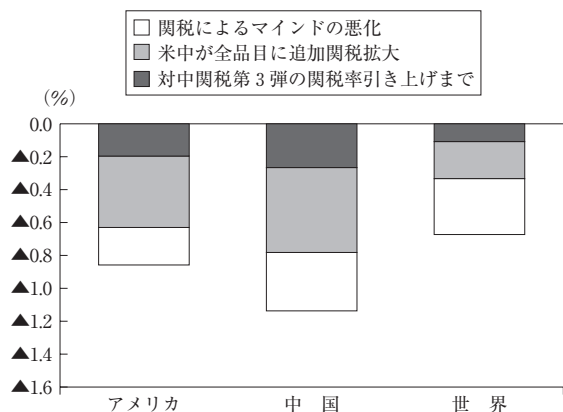 関税によるマインドの悪化
米中が全品目に追加関税拡大
対中関税第3弾の関税率引き上げまで
(%)
0.0
▲0.2
▲0.4
▲0.6
▲0.8
▲1.0
▲1.2
▲1.4
▲1.6
アメリカ 中 国 世 界